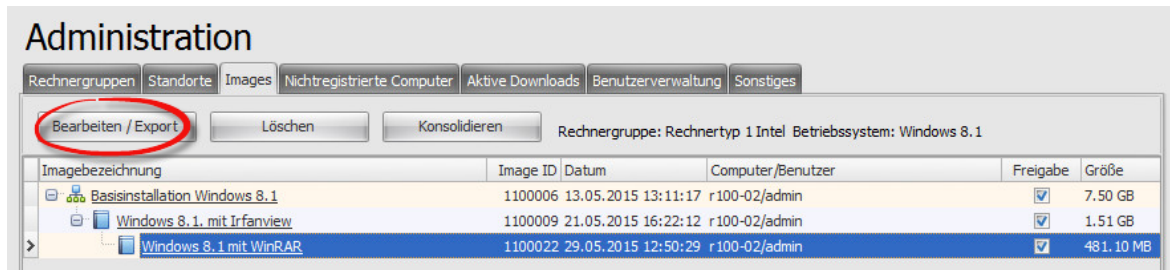 Administration
Rechnergruppen Standorte Images Nichtregistrierte Computer Aktive Downloads Benutzerverwaltung Sonstiges
Bearbeiten / Export Löschen Konsolidieren Rechnergruppe: Rechnertyp 1 Intel Betriebssystem: Windows 8.1
Imagebezeichnung Image ID Datum Computer/Benutzer Freigabe Größe
Basisinstallation Windows 8.1 1100006 13.05.2015 13:11:17 r100-02/admin 7.50 GB
Windows 8.1. mit Irfanview 1100009 21.05.2015 16:22:12 r100-02/admin 1.51 GB
Windows 8.1 mit WinRAR 1100022 29.05.2015 12:50:29 r100-02/admin 481.10 MB